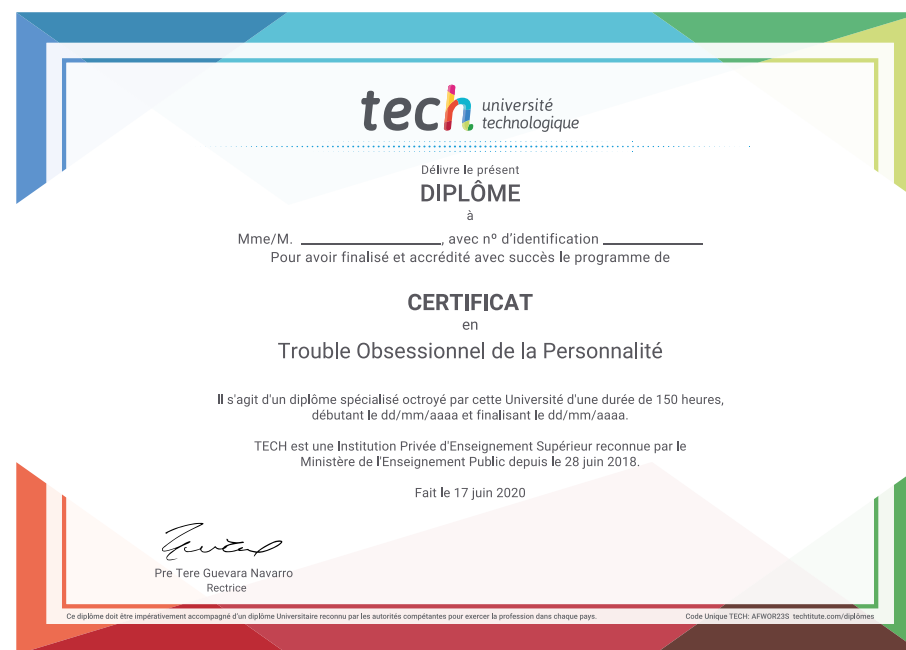 tech université
technologique
Délivre le présent
DIPLÔME
à
Mme/M. ____________________, avec nº d'identification ______________
Pour avoir finalisé et accrédité avec succès le programme de
CERTIFICAT
en
Trouble Obsessionnel de la Personnalité
Il s'agit d'un diplôme spécialisé octroyé par cette Université d'une durée de 150 heures,
débutant le dd/mm/aaaa et finalisant le dd/mm/aaaa.
TECH est une Institution Privée d'Enseignement Supérieur reconnue par le
Ministère de l'Enseignement Public depuis le 28 juin 2018.
Fait le 17 juin 2020
Pre Tere Guevara Navarro
Rectrice
Ce diplôme doit être impérativement accompagné d'un diplôme Universitaire reconnu par les autorités compétentes pour exercer la profession dans chaque pays.
Code Unique TECH: AFWOR23S techtitute.com/diplômes